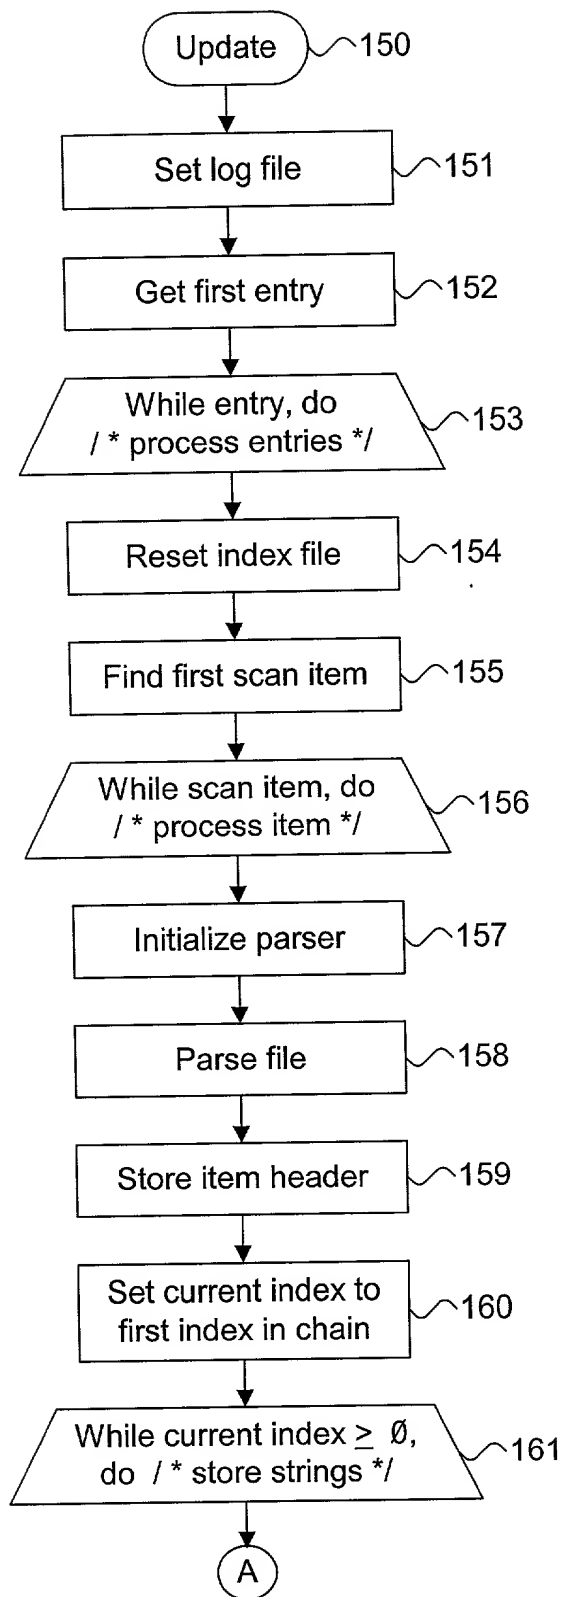 Update 150
Set log file 151
Get first entry 152
While entry, do
/ * process entries */ 153
Reset index file 154
Find first scan item 155
While scan item, do
/ * process item */ 156
Initialize parser 157
Parse file 158
Store item header 159
Set current index to
first index in chain 160
While current index ≥ Ø,
do / * store strings */ 161
A